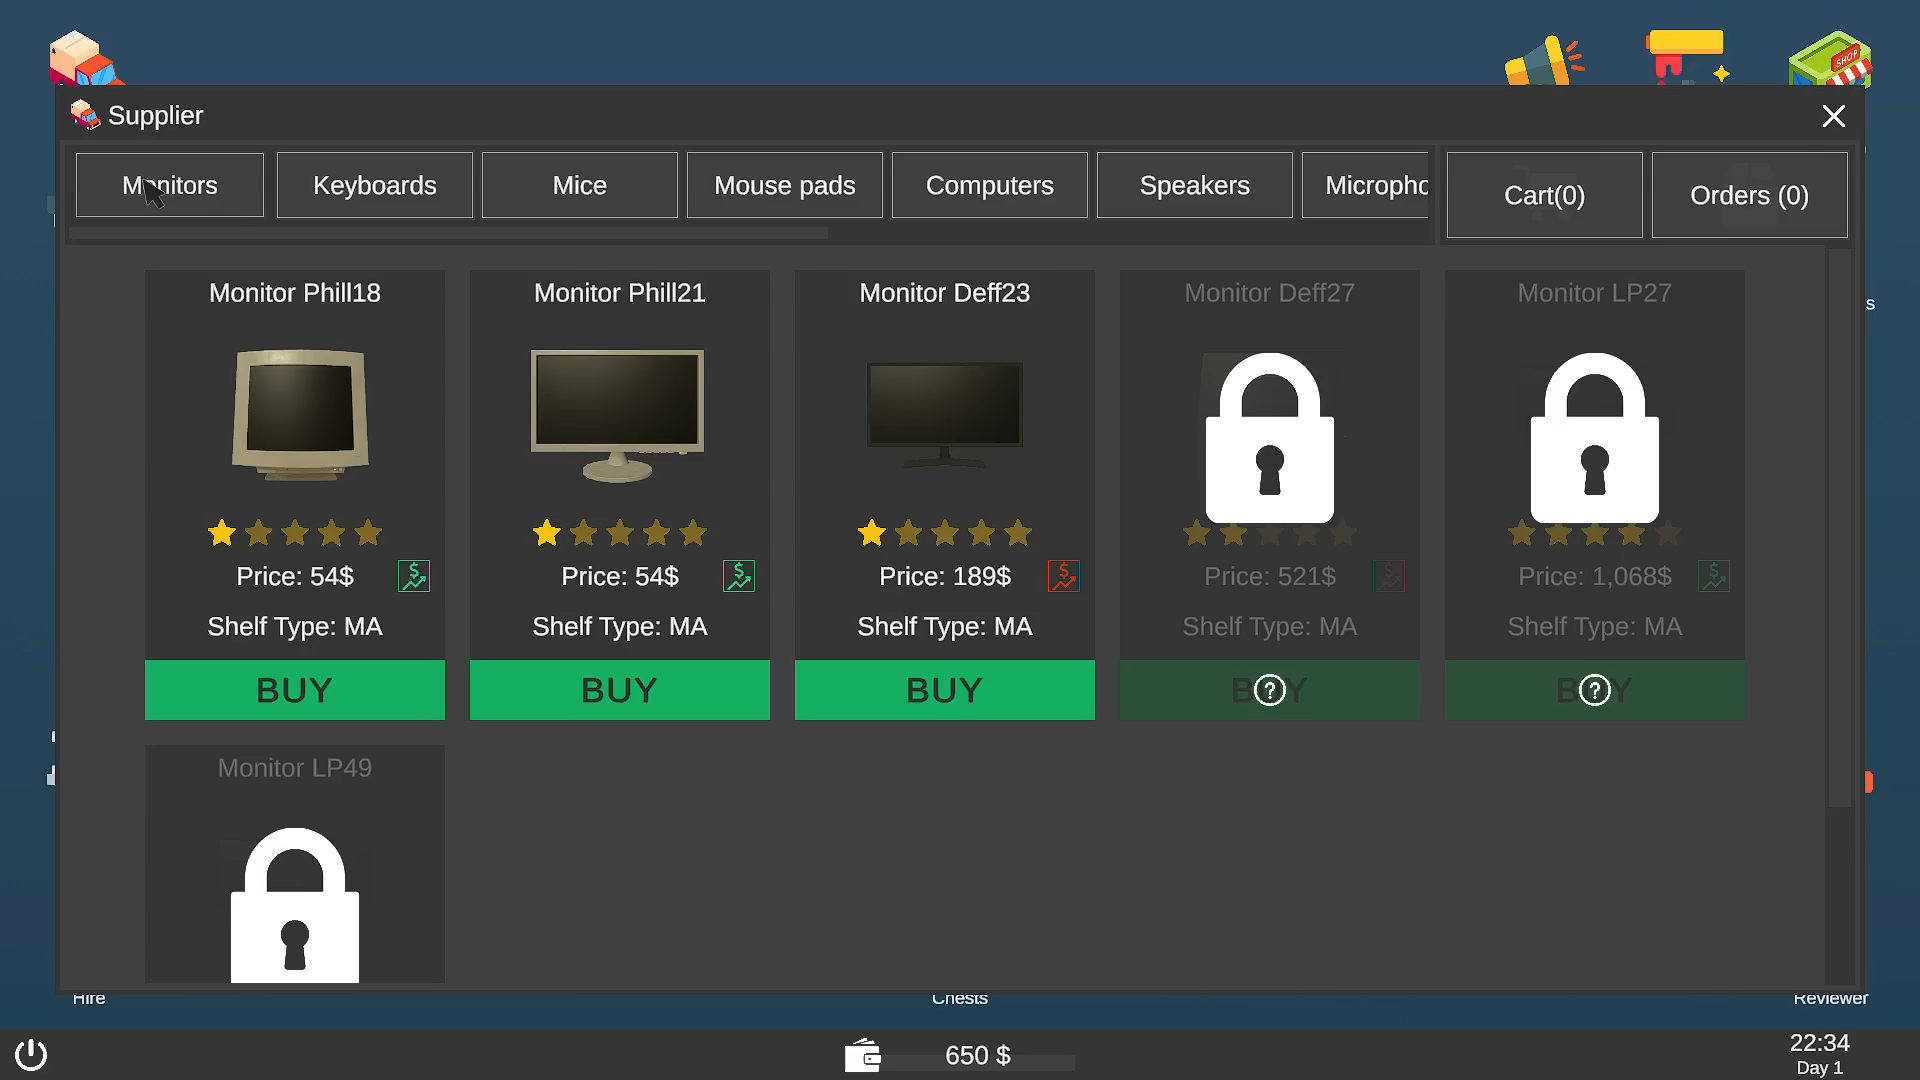 SHOP
Supplier
Monitors
Keyboards
Mice
Mouse pads
Computers
Speakers
Micropho
Cart(0)
Orders (0)
Monitor Phill18
Monitor Phill21
Monitor Deff23
Monitor Deff27
Monitor LP27
s
Price: 54$
Price: 54$
Price: 189$
Price: 521$
Price: 1,068$
Shelf Type: MA
Shelf Type: MA
Shelf Type: MA
Shelf Type: MA
Shelf Type: MA
BUY
BUY
BUY
BUY
BUY
Monitor LP49
Hire
Chests
Reviewer
650 $
22:34
Day 1